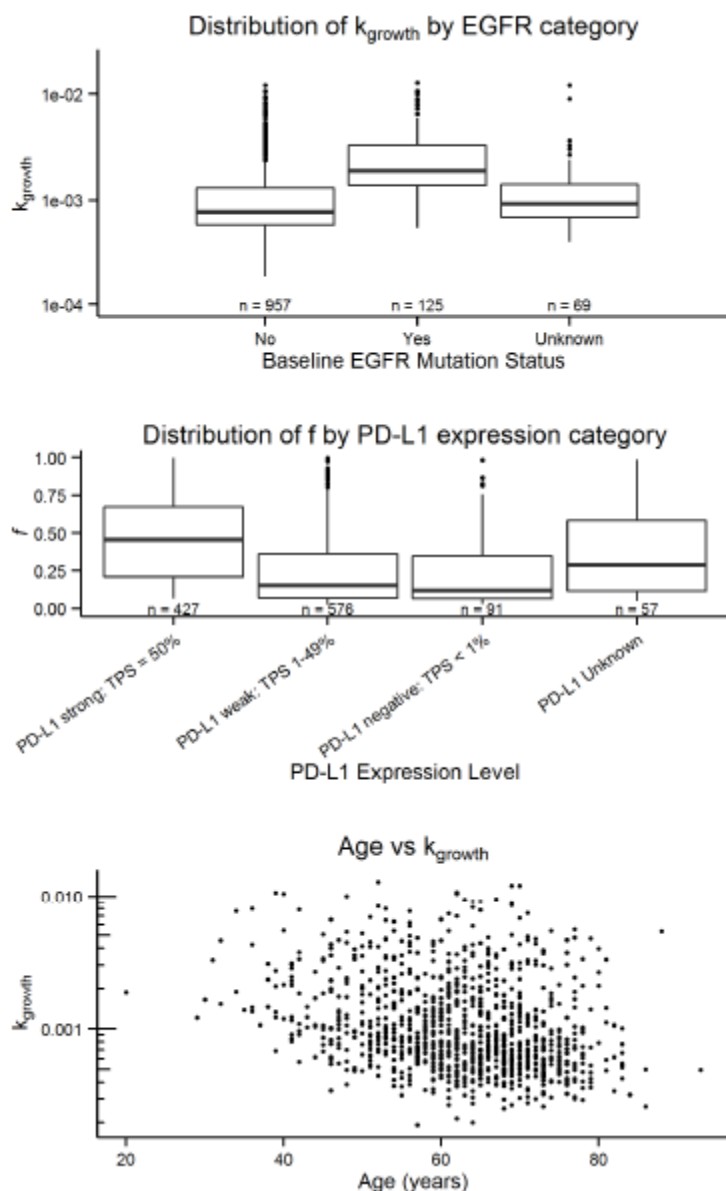 Distribution of kgrowth by EGFR category
kgrowth
1e-02
1e-03
1e-04
n = 957
n = 125
n = 69
No
Yes
Unknown
Baseline EGFR Mutation Status
Distribution of f by PD-L1 expression category
f
1.00
0.75
0.50
0.25
0.00
n = 427
n = 576
n = 91
n = 57
PD-L1 strong: TPS = 50%
PD-L1 weak: TPS 1-49%
PD-L1 negative: TPS < 1%
PD-L1 Unknown
PD-L1 Expression Level
Age vs kgrowth
kgrowth
0.010
0.001
20
40
60
80
Age (years)